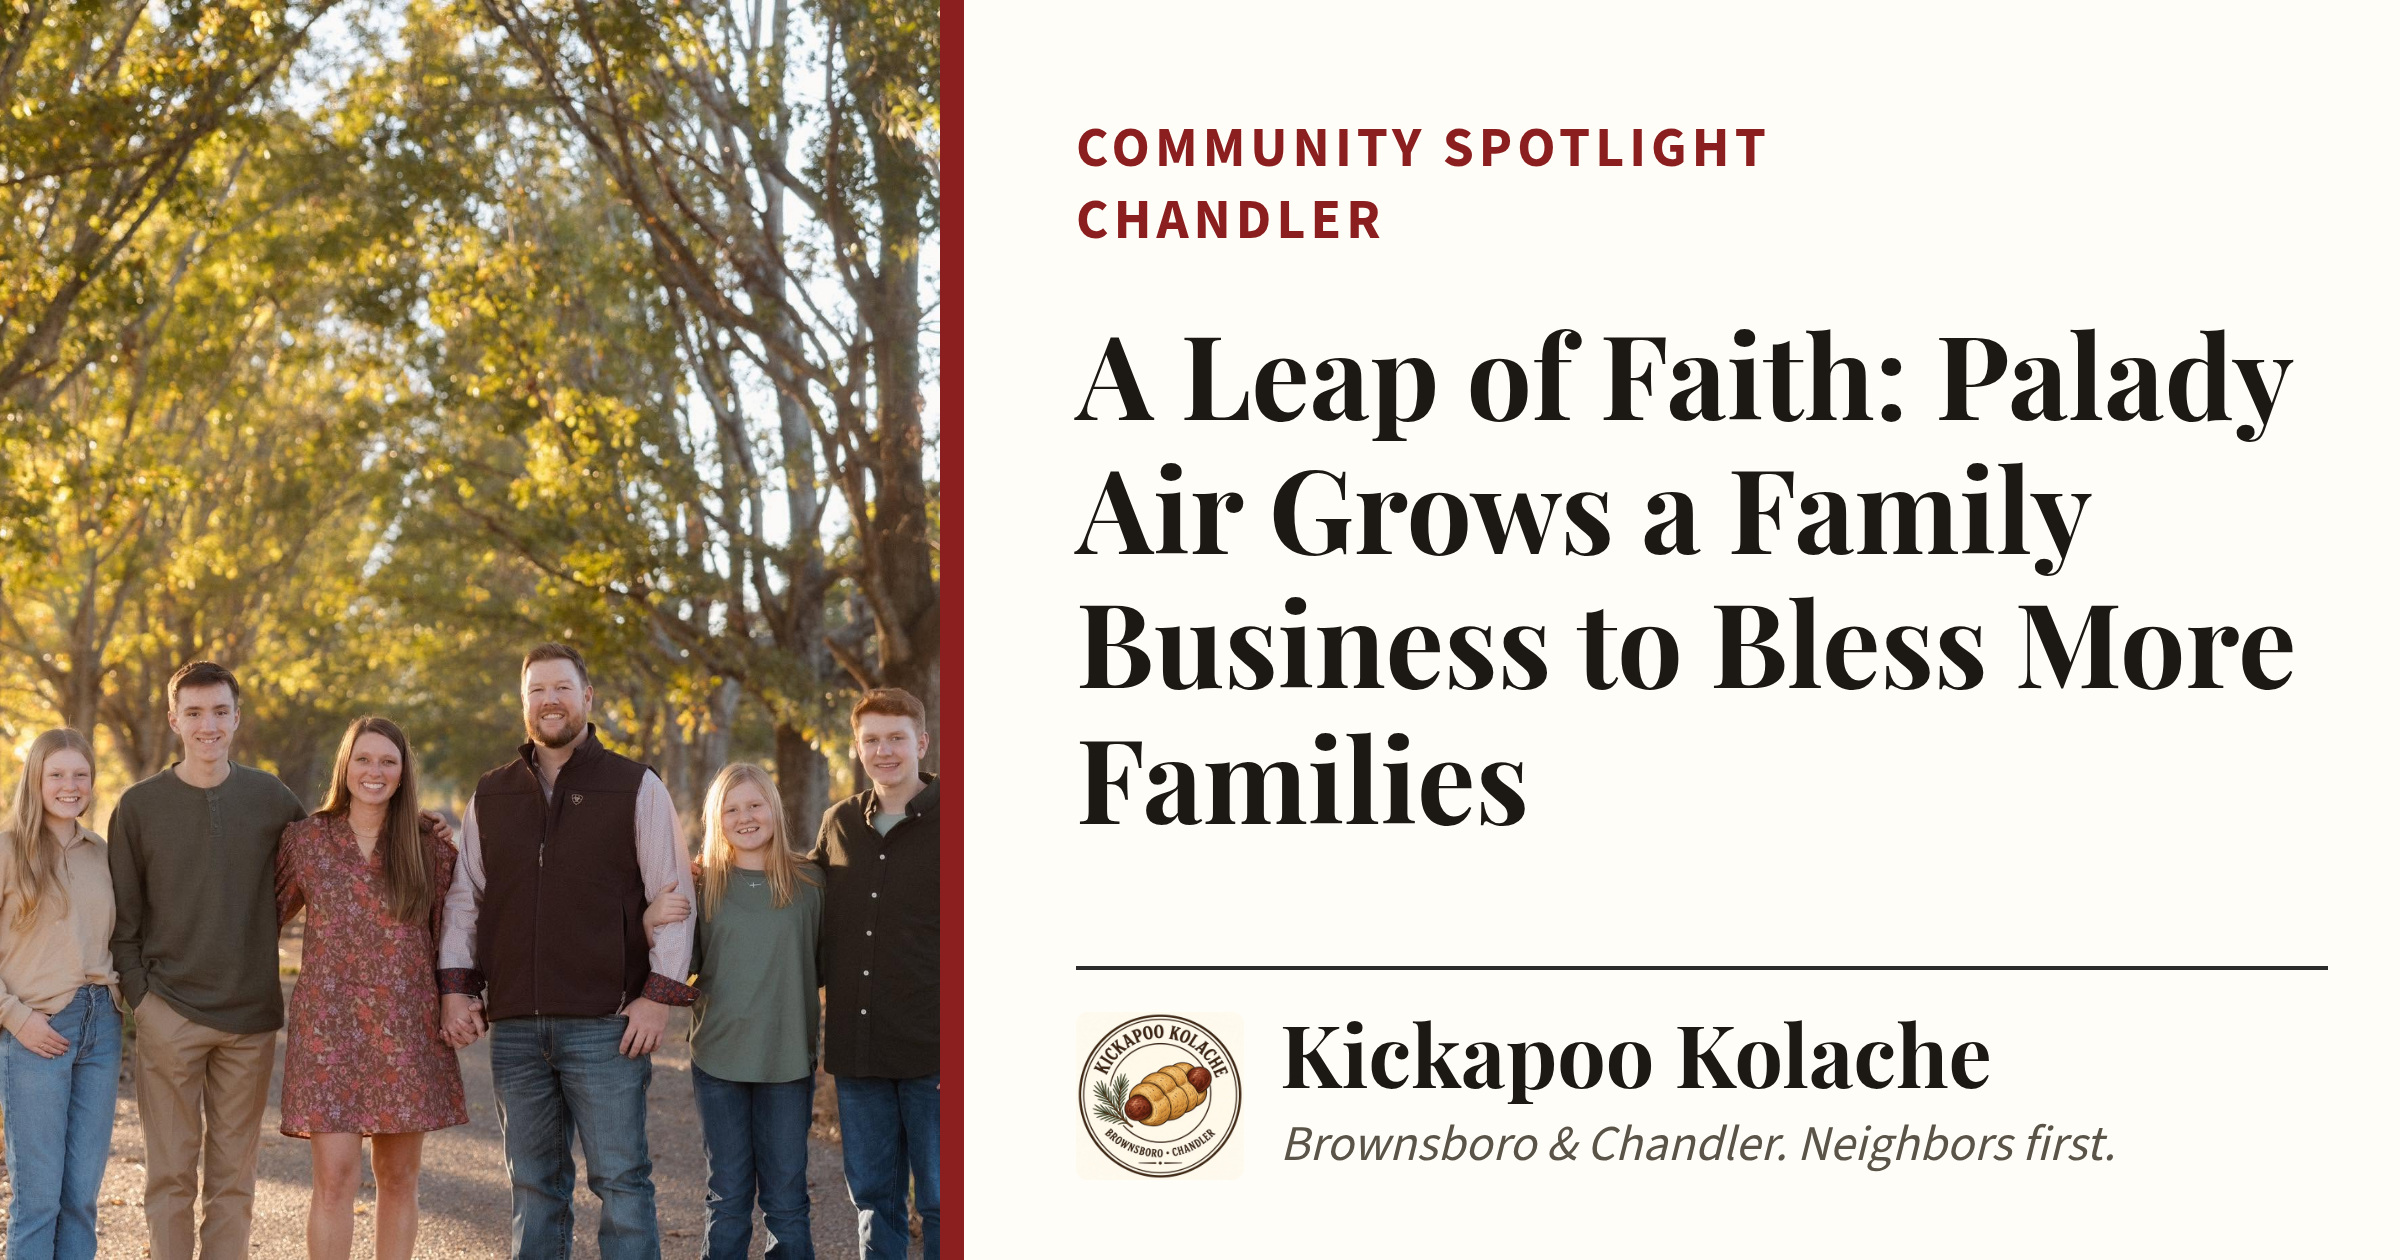 COMMUNITY SPOTLIGHT
CHANDLER
A Leap of Faith: Palady
Air Grows a Family
Business to Bless More
Families
KICKAPOO KOLACHE
BROWNSBORO • CHANDLER
Kickapoo Kolache
Brownsboro & Chandler. Neighbors first.